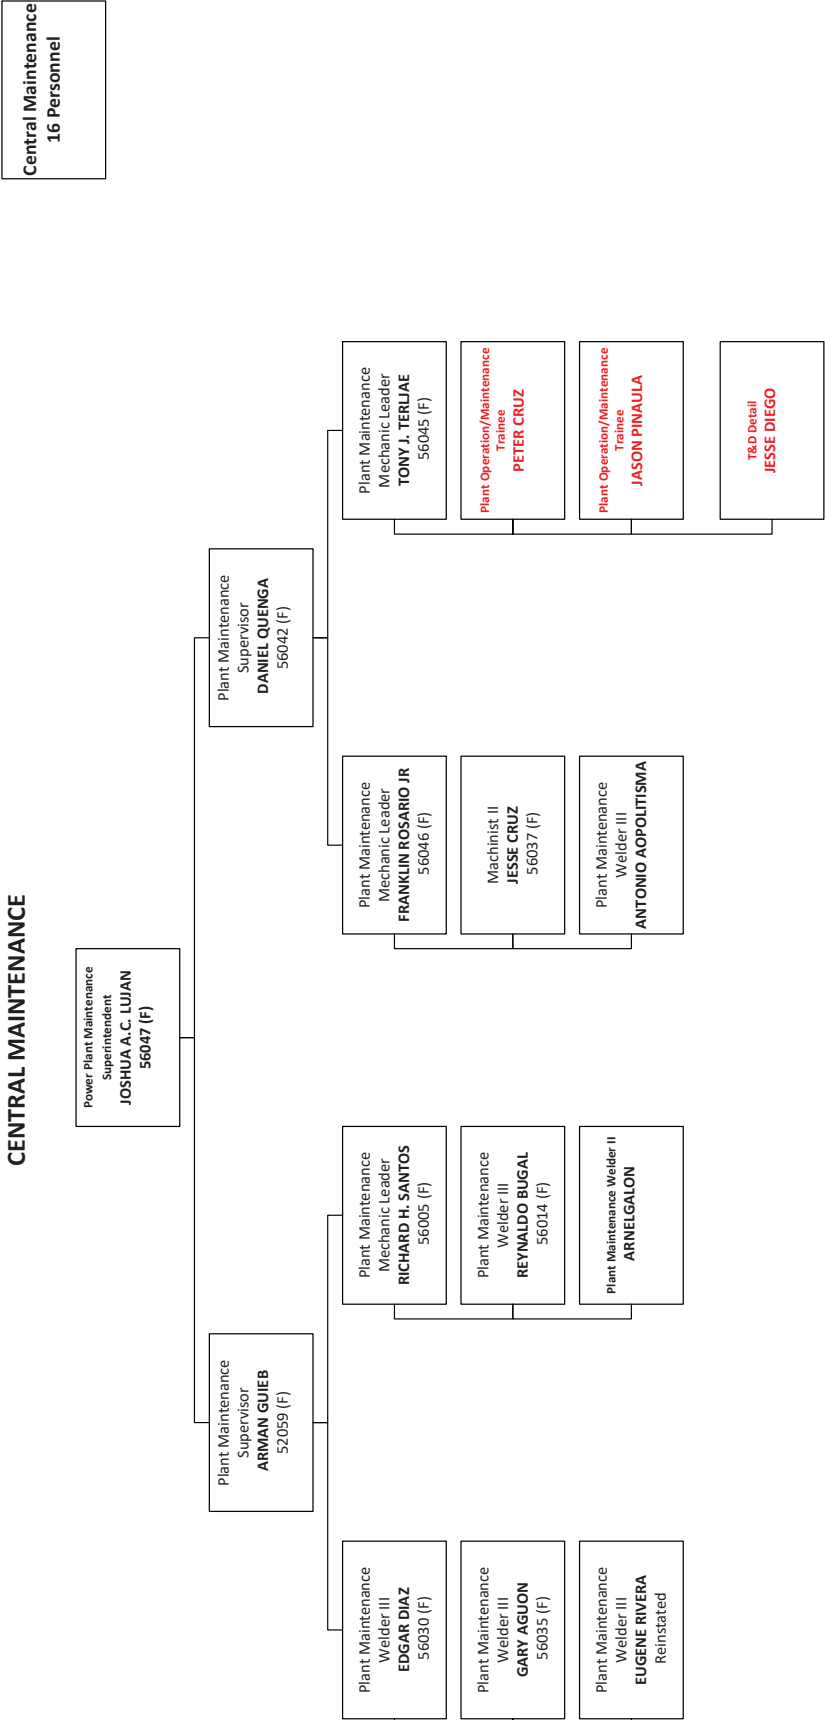 CENTRAL MAINTENANCE
Central Maintenance
16 Personnel
Power Plant Maintenance
Superintendent
JOSHUA A.C. LUJAN
56047 (F)
Plant Maintenance
Supervisor
ARMAN GUIEB
52059 (F)
Plant Maintenance
Supervisor
DANIEL QUENGA
56042 (F)
Plant Maintenance
Welder III
EDGAR DIAZ
56030 (F)
Plant Maintenance
Welder III
GARY AGUON
56035 (F)
Plant Maintenance
Welder III
EUGENE RIVERA
Reinstated
Plant Maintenance
Mechanic Leader
RICHARD H. SANTOS
56005 (F)
Plant Maintenance
Welder III
REYNALDO BUGAL
56014 (F)
Plant Maintenance Welder II
ARNELGALON
Plant Maintenance
Mechanic Leader
FRANKLIN ROSARIO JR
56046 (F)
Machinist II
JESSE CRUZ
56037 (F)
Plant Maintenance
Welder III
ANTONIO AOPOLITISMA
Plant Maintenance
Mechanic Leader
TONY J. TERLJAE
56045 (F)
Plant Operation/Maintenance
Trainee
PETER CRUZ
Plant Operation/Maintenance
Trainee
JASON PINAULA
T&D Detail
JESSE DIEGO